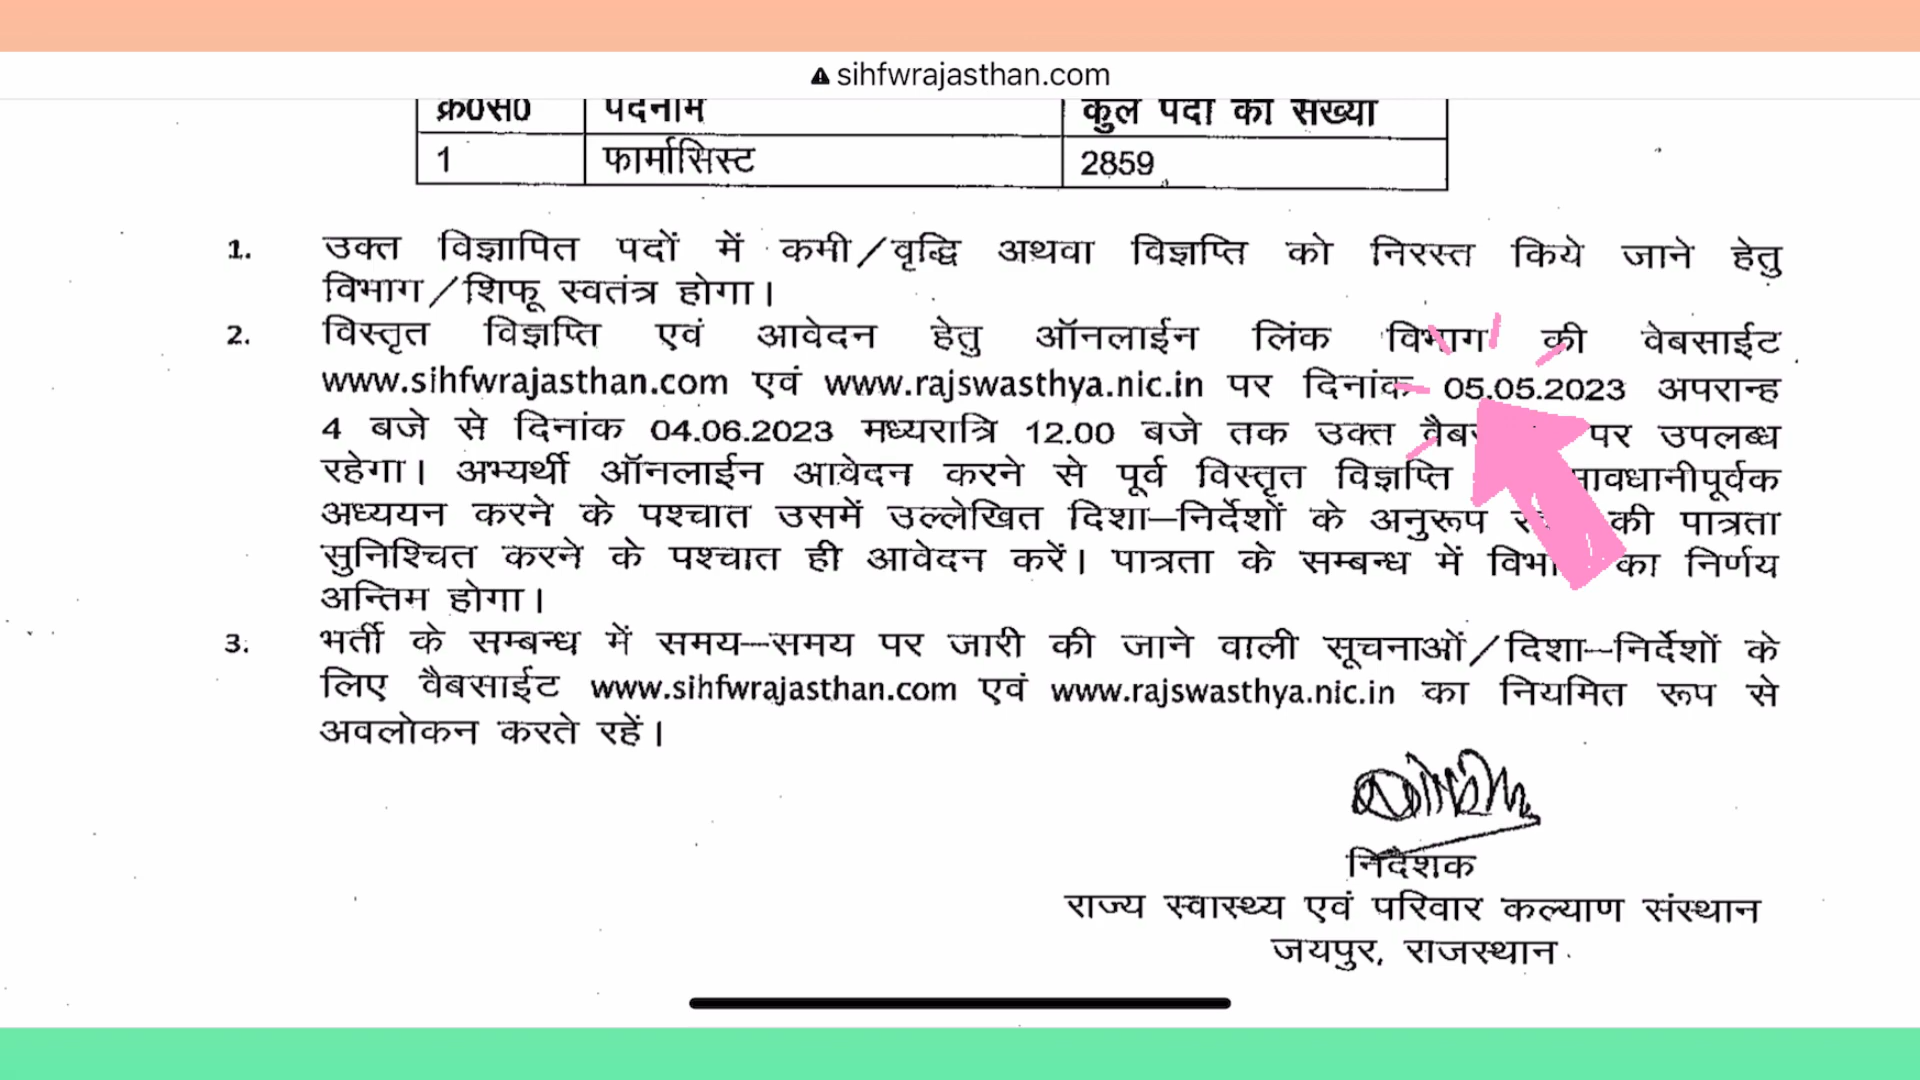 sihfwrajasthan.com
क्र0सं0 पदनाम कुल पदों की संख्या
1 फार्मासिस्ट 2859
1. उक्त विज्ञापित पदों में कमी/वृद्धि अथवा विज्ञप्ति को निरस्त किये जाने हेतु
विभाग/शिफू स्वतंत्र होगा।
2. विस्तृत विज्ञप्ति एवं आवेदन हेतु ऑनलाईन लिंक विभाग की वेबसाईट
www.sihfwrajasthan.com एवं www.rajswasthya.nic.in पर दिनांक 05.05.2023 अपरान्ह
4 बजे से दिनांक 04.06.2023 मध्यरात्रि 12.00 बजे तक उक्त पर उपलब्ध
रहेगा। अभ्यर्थी ऑनलाईन आवेदन करने से पूर्व विस्तृत विज्ञप्ति सावधानीपूर्वक
अध्ययन करने के पश्चात उसमें उल्लेखित दिशा–निर्देशों के अनुरूप की पात्रता
सुनिश्चित करने के पश्चात ही आवेदन करें। पात्रता के सम्बन्ध में विभाग का निर्णय
अन्तिम होगा।
3. भर्ती के सम्बन्ध में समय–समय पर जारी की जाने वाली सूचनाओं/दिशा–निर्देशों के
लिए वैबसाईट www.sihfwrajasthan.com एवं www.rajswasthya.nic.in का नियमित रूप से
अवलोकन करते रहें।
निदेशक
राज्य स्वास्थ्य एवं परिवार कल्याण संस्थान
जयपुर, राजस्थान